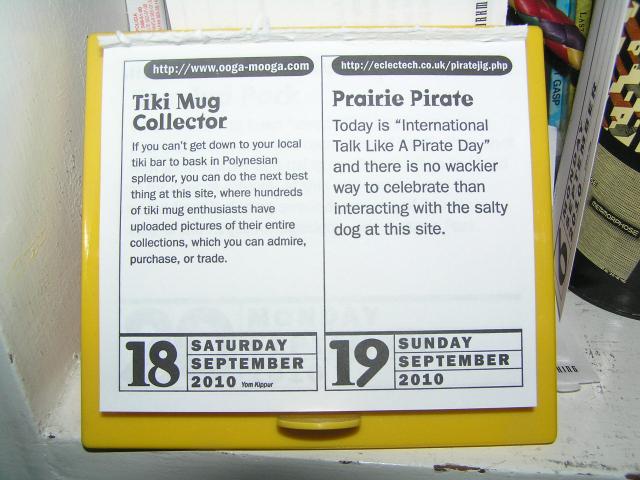 http://www.ooga-mooga.com
Tiki Mug
Collector
If you can't get down to your local
tiki bar to bask in Polynesian
splendor, you can do the next best
thing at this site, where hundreds
of tiki mug enthusiasts have
uploaded pictures of their entire
collections, which you can admire,
purchase, or trade.
18
SATURDAY
SEPTEMBER
2010 Yom Kippur
http://eclectech.co.uk/piratejig.php
Prairie Pirate
Today is “International
Talk Like A Pirate Day”
and there is no wackier
way to celebrate than
interacting with the salty
dog at this site.
19
SUNDAY
SEPTEMBER
2010
GASP
METAMORPHOSE